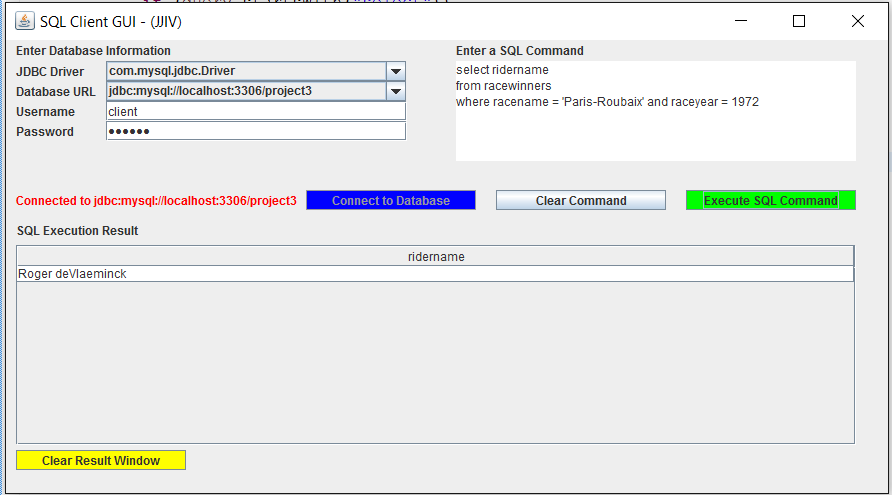 SQL Client GUI - (JJIV)
Enter Database Information
JDBC Driver
com.mysql.jdbc.Driver
Database URL
jdbc:mysql://localhost:3306/project3
Username
client
Password
••••••
Enter a SQL Command
select ridername
from racewinners
where racename = 'Paris-Roubaix' and raceyear = 1972
Connected to jdbc:mysql://localhost:3306/project3
Connect to Database
Clear Command
Execute SQL Command
SQL Execution Result
ridername
Roger deVlaeminck
Clear Result Window